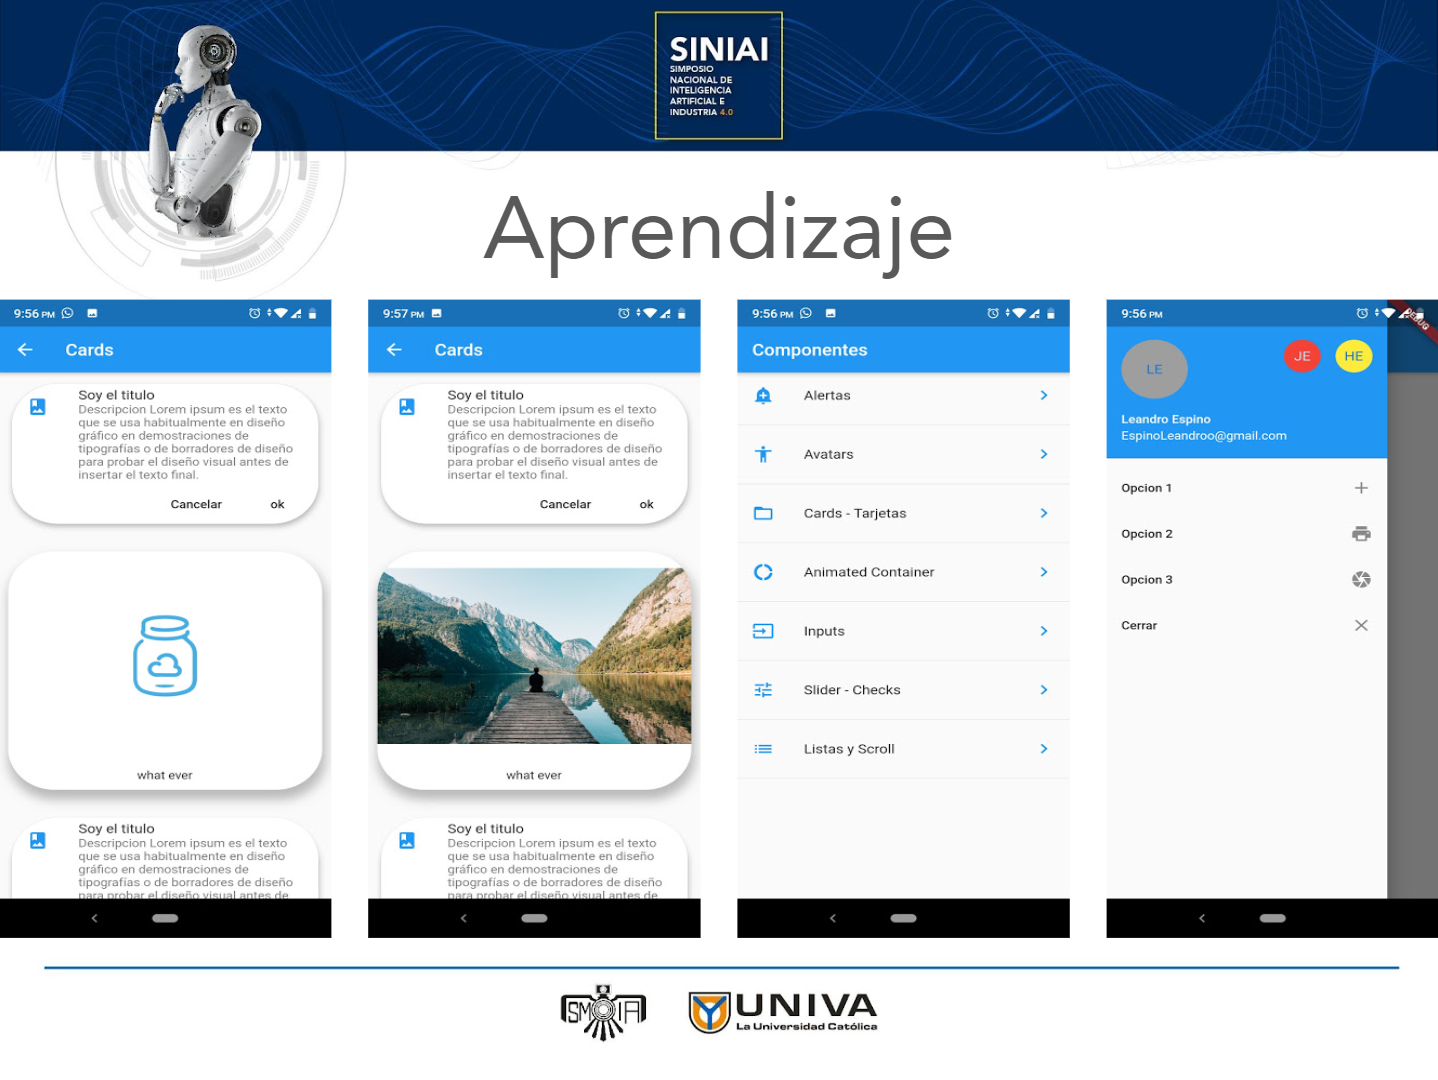 SINIAI
SIMPOSIO
NACIONAL DE
INTELIGENCIA
ARTIFICIAL E
INDUSTRIA 4.0
Aprendizaje
9:56 PM
Cards
Soy el titulo
Descripcion Lorem ipsum es el texto
que se usa habitualmente en diseño
gráfico en demostraciones de
tipografías o de borradores de diseño
para probar el diseño visual antes de
insertar el texto final.
Cancelar ok
what ever
Soy el titulo
Descripcion Lorem ipsum es el texto
que se usa habitualmente en diseño
gráfico en demostraciones de
tipografías o de borradores de diseño
para probar el diseño visual antes de
9:57 PM
Cards
Soy el titulo
Descripcion Lorem ipsum es el texto
que se usa habitualmente en diseño
gráfico en demostraciones de
tipografías o de borradores de diseño
para probar el diseño visual antes de
insertar el texto final.
Cancelar ok
what ever
Soy el titulo
Descripcion Lorem ipsum es el texto
que se usa habitualmente en diseño
gráfico en demostraciones de
tipografías o de borradores de diseño
para probar el diseño visual antes de
9:56 PM
Componentes
Alertas
Avatars
Cards - Tarjetas
Animated Container
Inputs
Slider - Checks
Listas y Scroll
9:56 PM
DEBUG
LE JE HE
Leandro Espino
EspinoLeandroo@gmail.com
Opcion 1
Opcion 2
Opcion 3
Cerrar
SMIA
UNIVA
La Universidad Católica